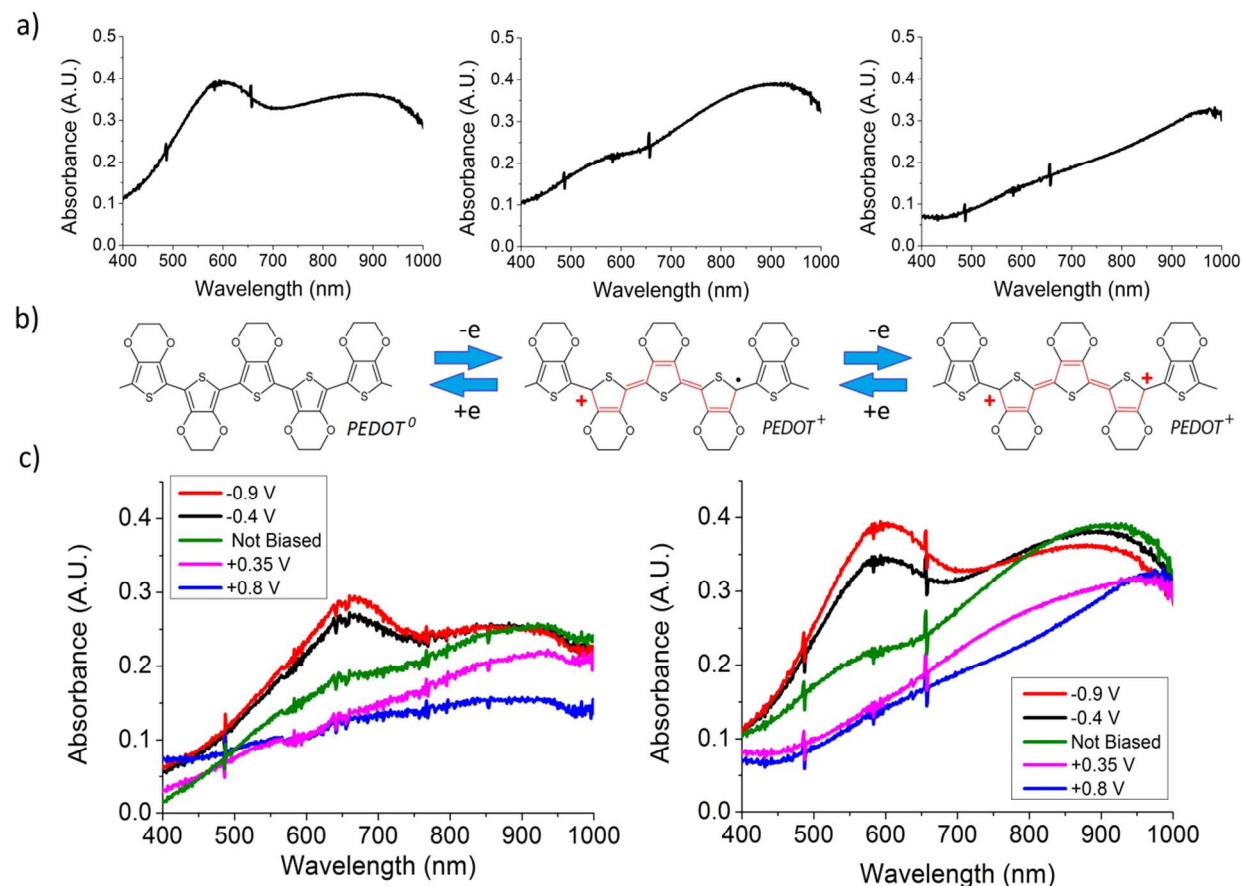 a)
Absorbance (A.U.)
0.5
0.4
0.3
0.2
0.1
0.0
400 500 600 700 800 900 1000
Wavelength (nm)
Absorbance (A.U.)
0.5
0.4
0.3
0.2
0.1
0.0
400 500 600 700 800 900 1000
Wavelength (nm)
Absorbance (A.U.)
0.5
0.4
0.3
0.2
0.1
0.0
400 500 600 700 800 900 1000
Wavelength (nm)
b)
O O O O O O
S S S S S
O O O O
PEDOT⁰
-e
+e
O O O O O O
S S S S S
+ •
O O O O
PEDOT⁺
-e
+e
O O O O O O
S S S S S
+ +
O O O O
PEDOT⁺
c)
-0.9 V
-0.4 V
Not Biased
+0.35 V
+0.8 V
Absorbance (A.U.)
0.4
0.3
0.2
0.1
0.0
400 500 600 700 800 900 1000
Wavelength (nm)
Absorbance (A.U.)
0.4
0.3
0.2
0.1
0.0
-0.9 V
-0.4 V
Not Biased
+0.35 V
+0.8 V
400 500 600 700 800 900 1000
Wavelength (nm)